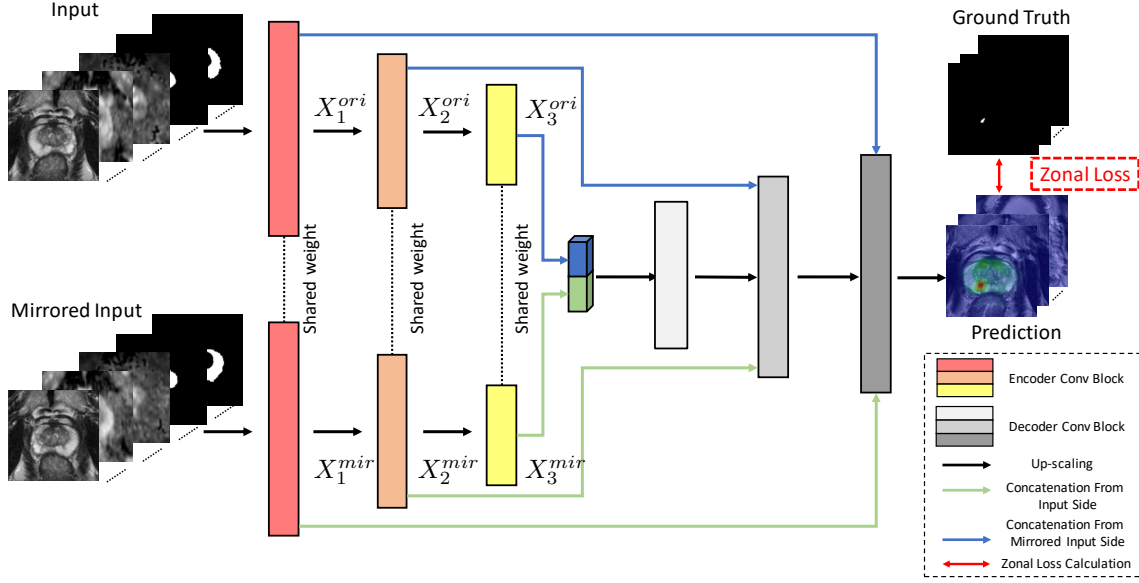 Input
Ground Truth
X_1^{ori}
X_2^{ori}
X_3^{ori}
Zonal Loss
Shared weight
Shared weight
Shared weight
Mirrored Input
Prediction
X_1^{mir}
X_2^{mir}
X_3^{mir}
Encoder Conv Block
Decoder Conv Block
Up-scaling
Concatenation From
Input Side
Concatenation From
Mirrored Input Side
Zonal Loss Calculation